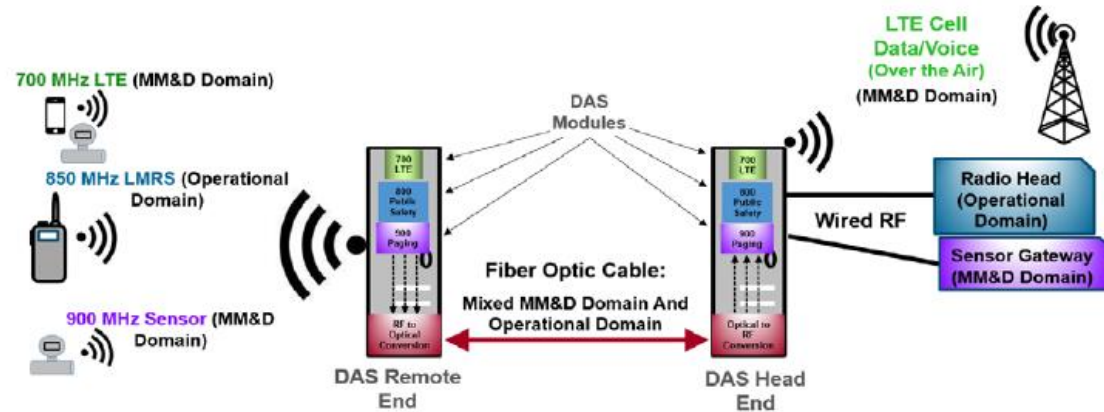 700 MHz LTE (MM&D Domain)
850 MHz LMRS (Operational
Domain)
900 MHz Sensor (MM&D
Domain)
DAS
Modules
700
LTE
800
Public
Safety
900
Paging
RF to
Optical
Conversion
DAS Remote
End
Fiber Optic Cable:
Mixed MM&D Domain And
Operational Domain
700
LTE
800
Public
Safety
900
Paging
Optical to
RF
Conversion
DAS Head
End
LTE Cell
Data/Voice
(Over the Air)
(MM&D Domain)
Wired RF
Radio Head
(Operational
Domain)
Sensor Gateway
(MM&D Domain)